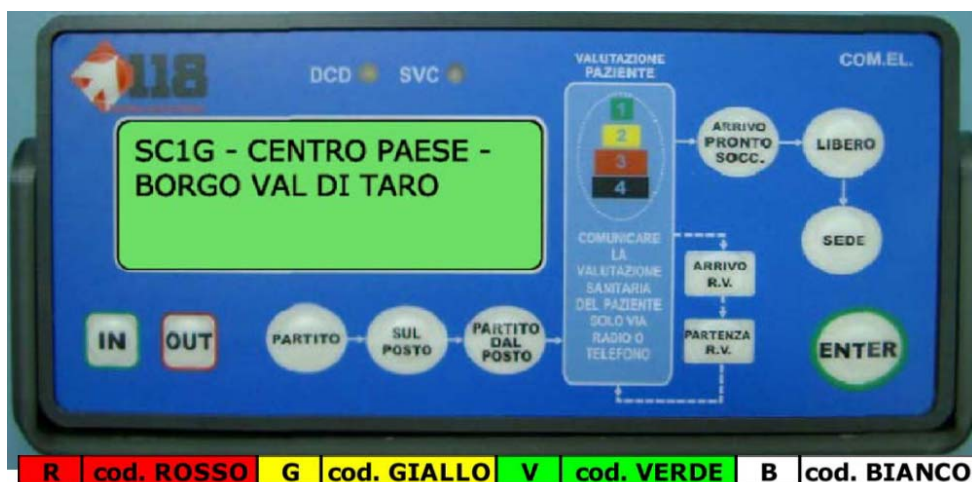 118
DCD SVC
VALUTAZIONE
PAZIENTE
COM.EL.
SC1G - CENTRO PAESE -
BORGO VAL DI TARO
1
2
3
4
ARRIVO
PRONTO
SOCC.
LIBERO
SEDE
COMUNICARE
LA
VALUTAZIONE
SANITARIA
DEL PAZIENTE
SOLO VIA
RADIO O
TELEFONO
ARRIVO
R.V.
PARTENZA
R.V.
IN
OUT
PARTITO
SUL
POSTO
PARTITO
DAL
POSTO
ENTER
R cod. ROSSO G cod. GIALLO V cod. VERDE B cod. BIANCO